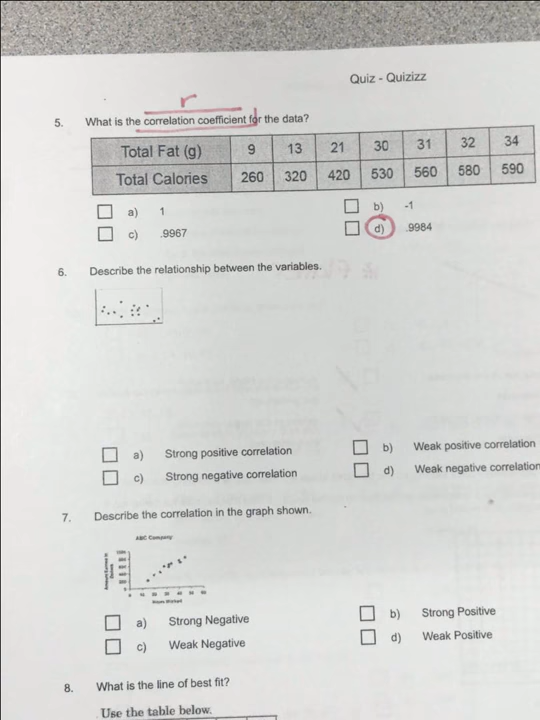 Quiz - Quizizz
r
5. What is the correlation coefficient for the data?
Total Fat (g) 9 13 21 30 31 32 34
Total Calories 260 320 420 530 560 580 590
a) 1 b) -1
c) .9967 d) .9984
6. Describe the relationship between the variables.
a) Strong positive correlation b) Weak positive correlation
c) Strong negative correlation d) Weak negative correlation
7. Describe the correlation in the graph shown.
ABC Company
Hours Worked
a) Strong Negative b) Strong Positive
c) Weak Negative d) Weak Positive
8. What is the line of best fit?
Use the table below.